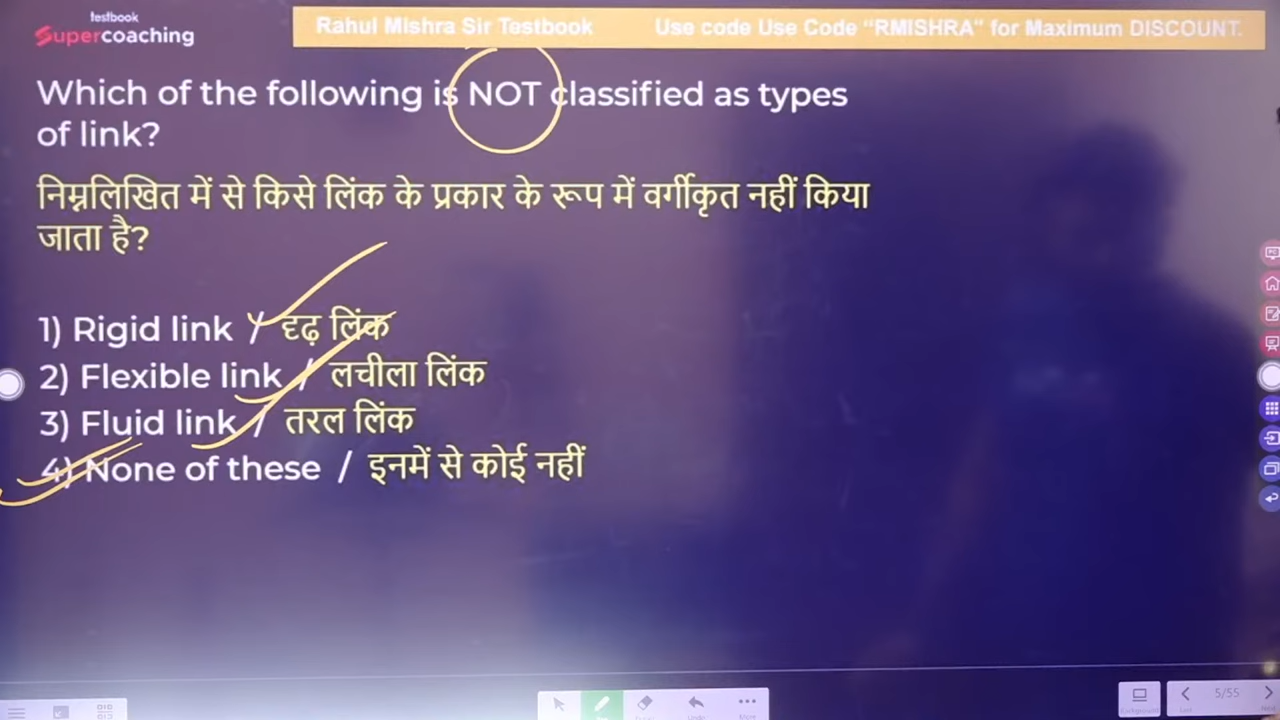 testbook
Supercoaching
Rahul Mishra Sir Testbook
Use code Use Code “RMISHRA” for Maximum DISCOUNT.
Which of the following is NOT classified as types
of link?
निम्नलिखित में से किसे लिंक के प्रकार के रूप में वर्गीकृत नहीं किया
जाता है?
1) Rigid link / दृढ़ लिंक
2) Flexible link / लचीला लिंक
3) Fluid link / तरल लिंक
4) None of these / इनमें से कोई नहीं
Background
5/55